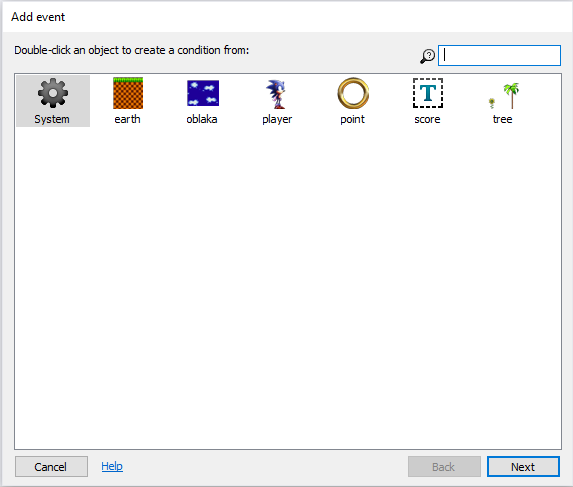 Add event
Double-click an object to create a condition from:
System earth oblaka player point score tree
Cancel Help Back Next